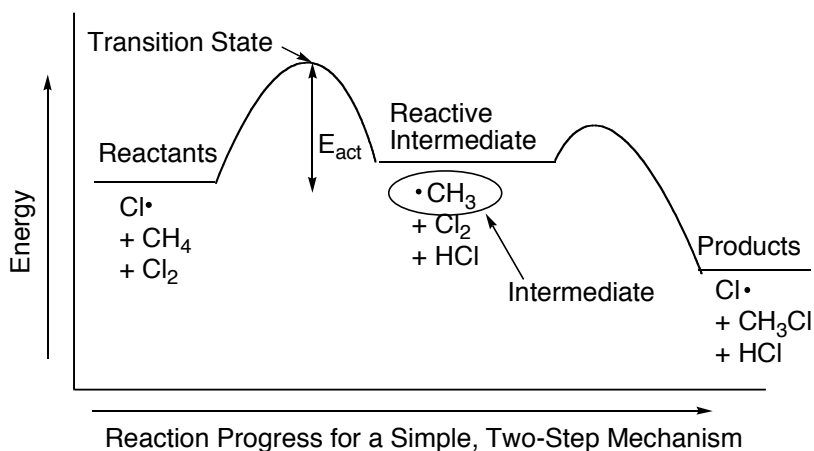 Transition State
Reactive
Intermediate
E_act
Reactants
Cl•
+ CH₄
+ Cl₂
•CH₃
+ Cl₂
+ HCl
Intermediate
Products
Cl•
+ CH₃Cl
+ HCl
Energy
Reaction Progress for a Simple, Two-Step Mechanism